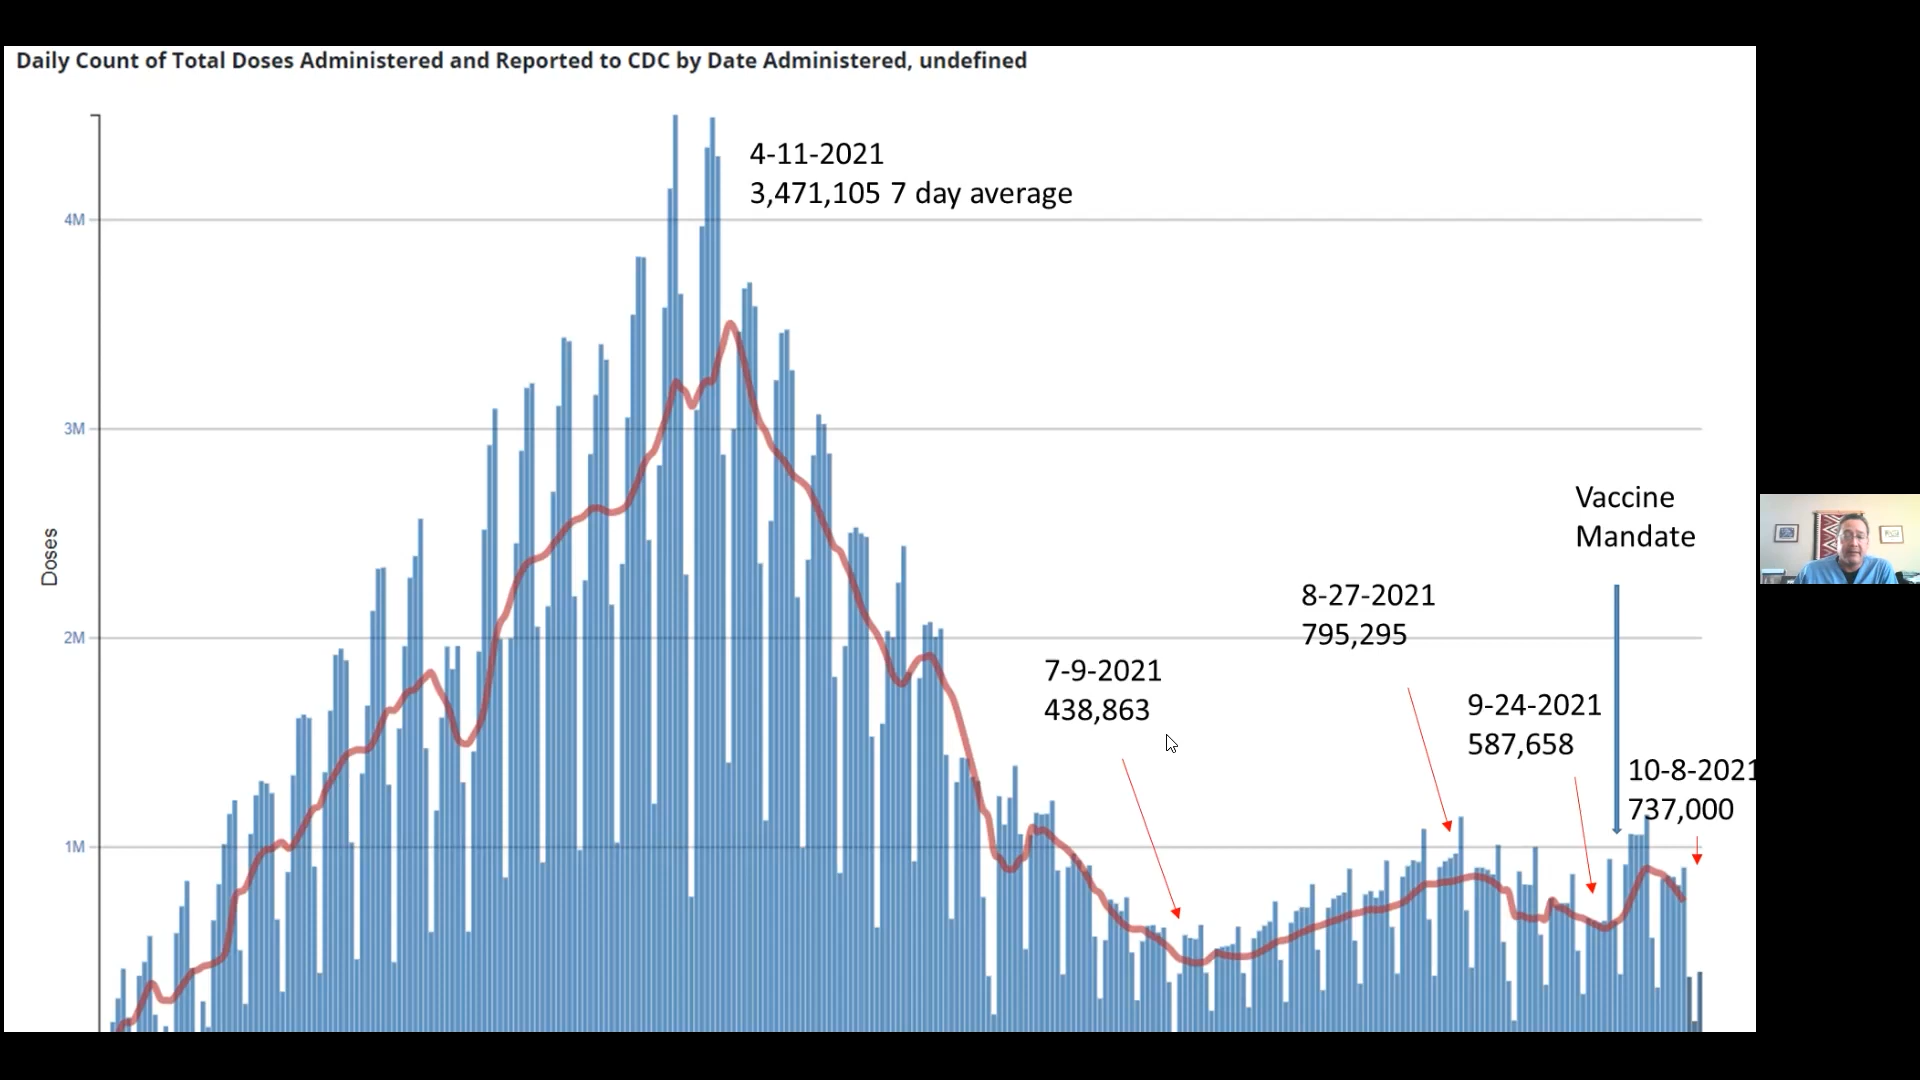 Daily Count of Total Doses Administered and Reported to CDC by Date Administered, undefined
4-11-2021
3,471,105 7 day average
4M
3M
Vaccine
Mandate
Doses
8-27-2021
795,295
2M
7-9-2021
438,863
9-24-2021
587,658
10-8-2021
737,000
1M